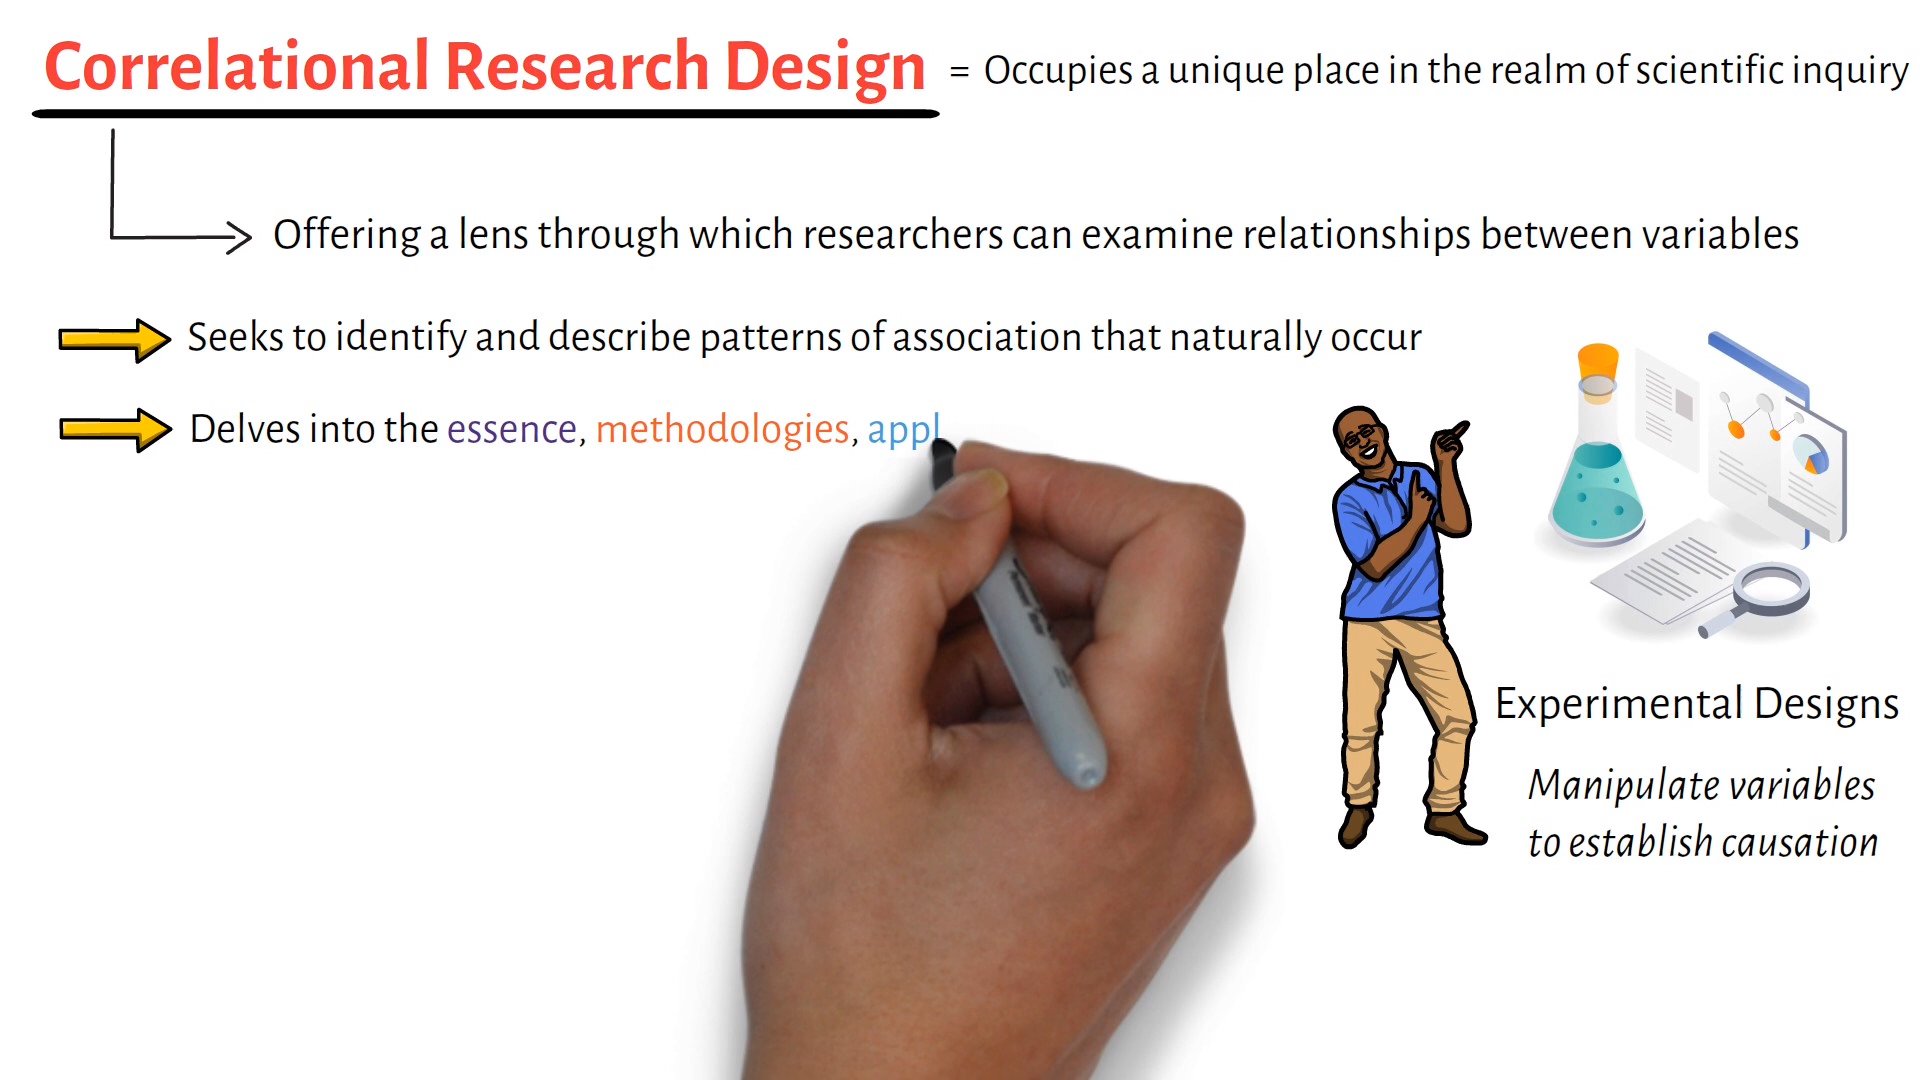 Correlational Research Design = Occupies a unique place in the realm of scientific inquiry
Offering a lens through which researchers can examine relationships between variables
Seeks to identify and describe patterns of association that naturally occur
Delves into the essence, methodologies, appl
Experimental Designs
Manipulate variables
to establish causation